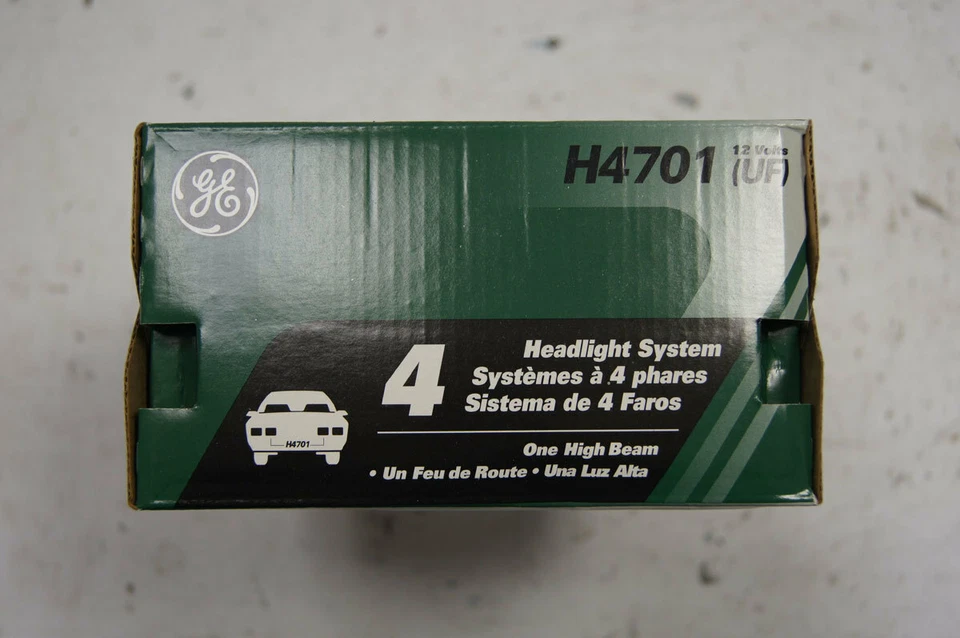 GE
H4701 12 Volts (UF)
4 Headlight System
Systèmes à 4 phares
Sistema de 4 Faros
H4701
One High Beam
• Un Feu de Route • Una Luz Alta